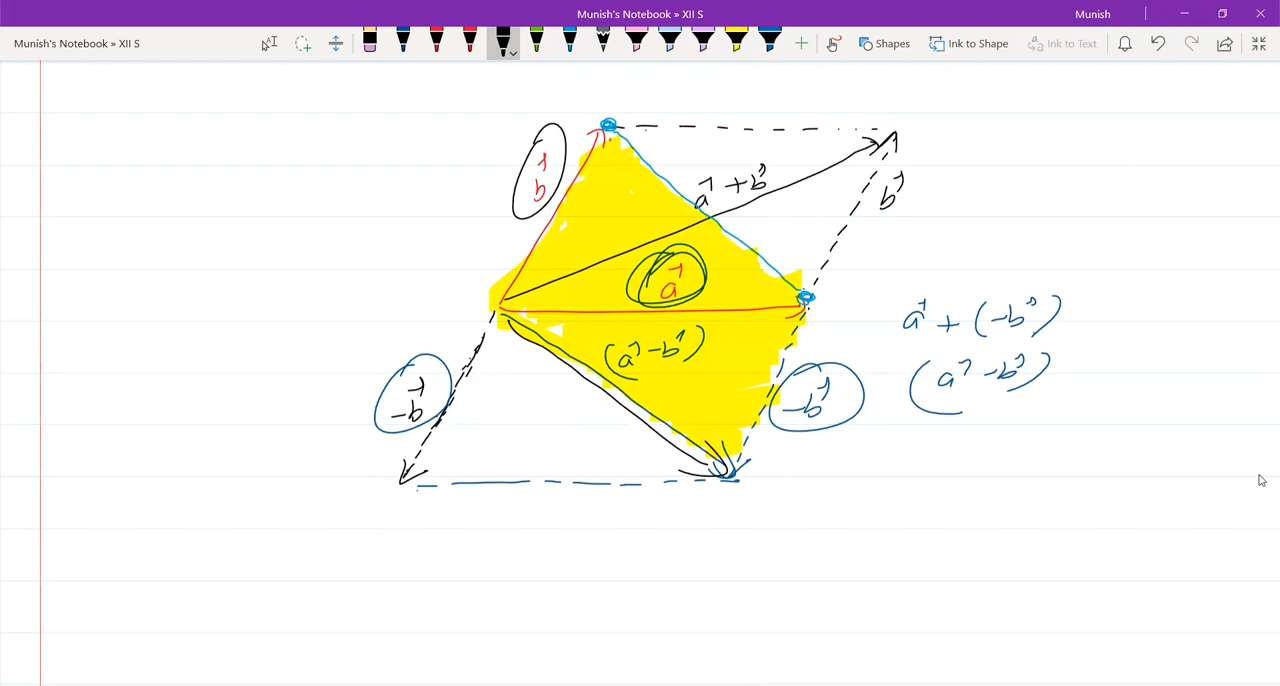 Munish's Notebook » XII S
Munish
Munish's Notebook » XII S
Shapes
Ink to Shape
Ink to Text
b⃗
a⃗ + b⃗
b⃗
a⃗
a⃗ + (-b⃗)
(a⃗ - b⃗)
(a⃗ - b⃗)
-b⃗
-b⃗